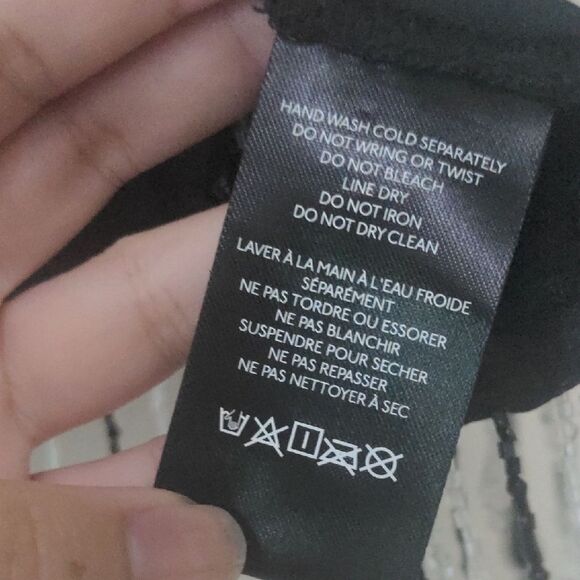 HAND WASH COLD SEPARATELY
DO NOT WRING OR TWIST
DO NOT BLEACH
LINE DRY
DO NOT IRON
DO NOT DRY CLEAN
LAVER À LA MAIN À L'EAU FROIDE
SÉPARÉMENT
NE PAS TORDRE OU ESSORER
NE PAS BLANCHIR
SUSPENDRE POUR SÉCHER
NE PAS REPASSER
NE PAS NETTOYER À SEC